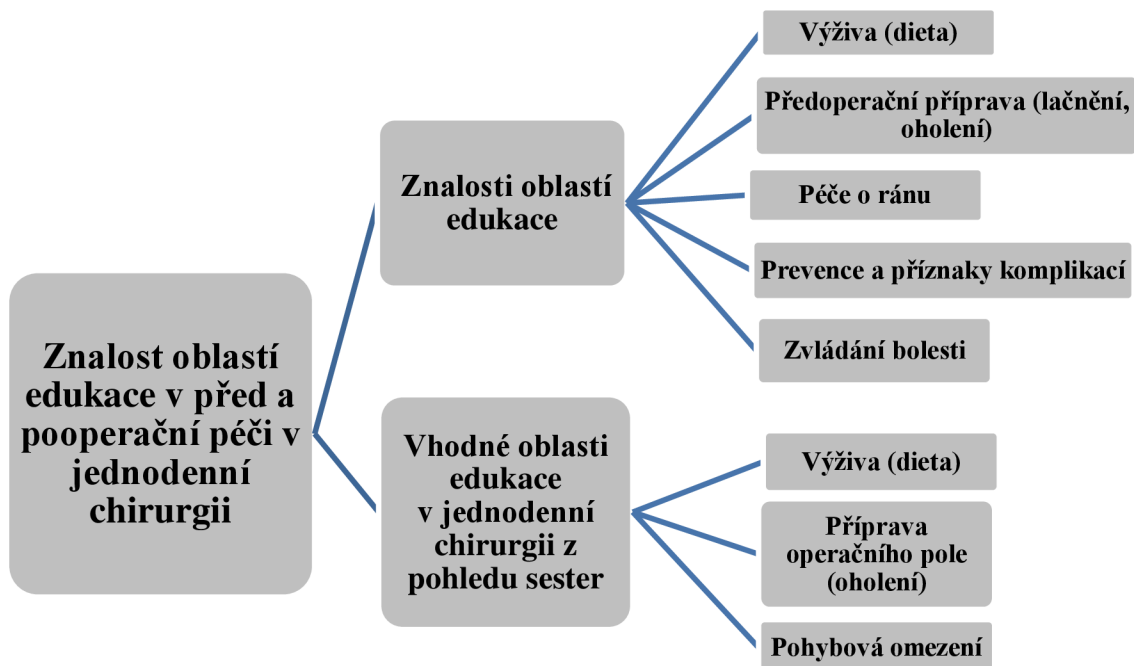 Znalost oblastí
edukace v před a
pooperační péči v
jednodenní
chirurgii
Znalosti oblastí
edukace
Výživa (dieta)
Předoperační příprava (lačnění,
oholení)
Péče o ránu
Prevence a příznaky komplikací
Zvládání bolesti
Vhodné oblasti
edukace
v jednodenní
chirurgii z
pohledu sester
Výživa (dieta)
Příprava
operačního pole
(oholení)
Pohybová omezení